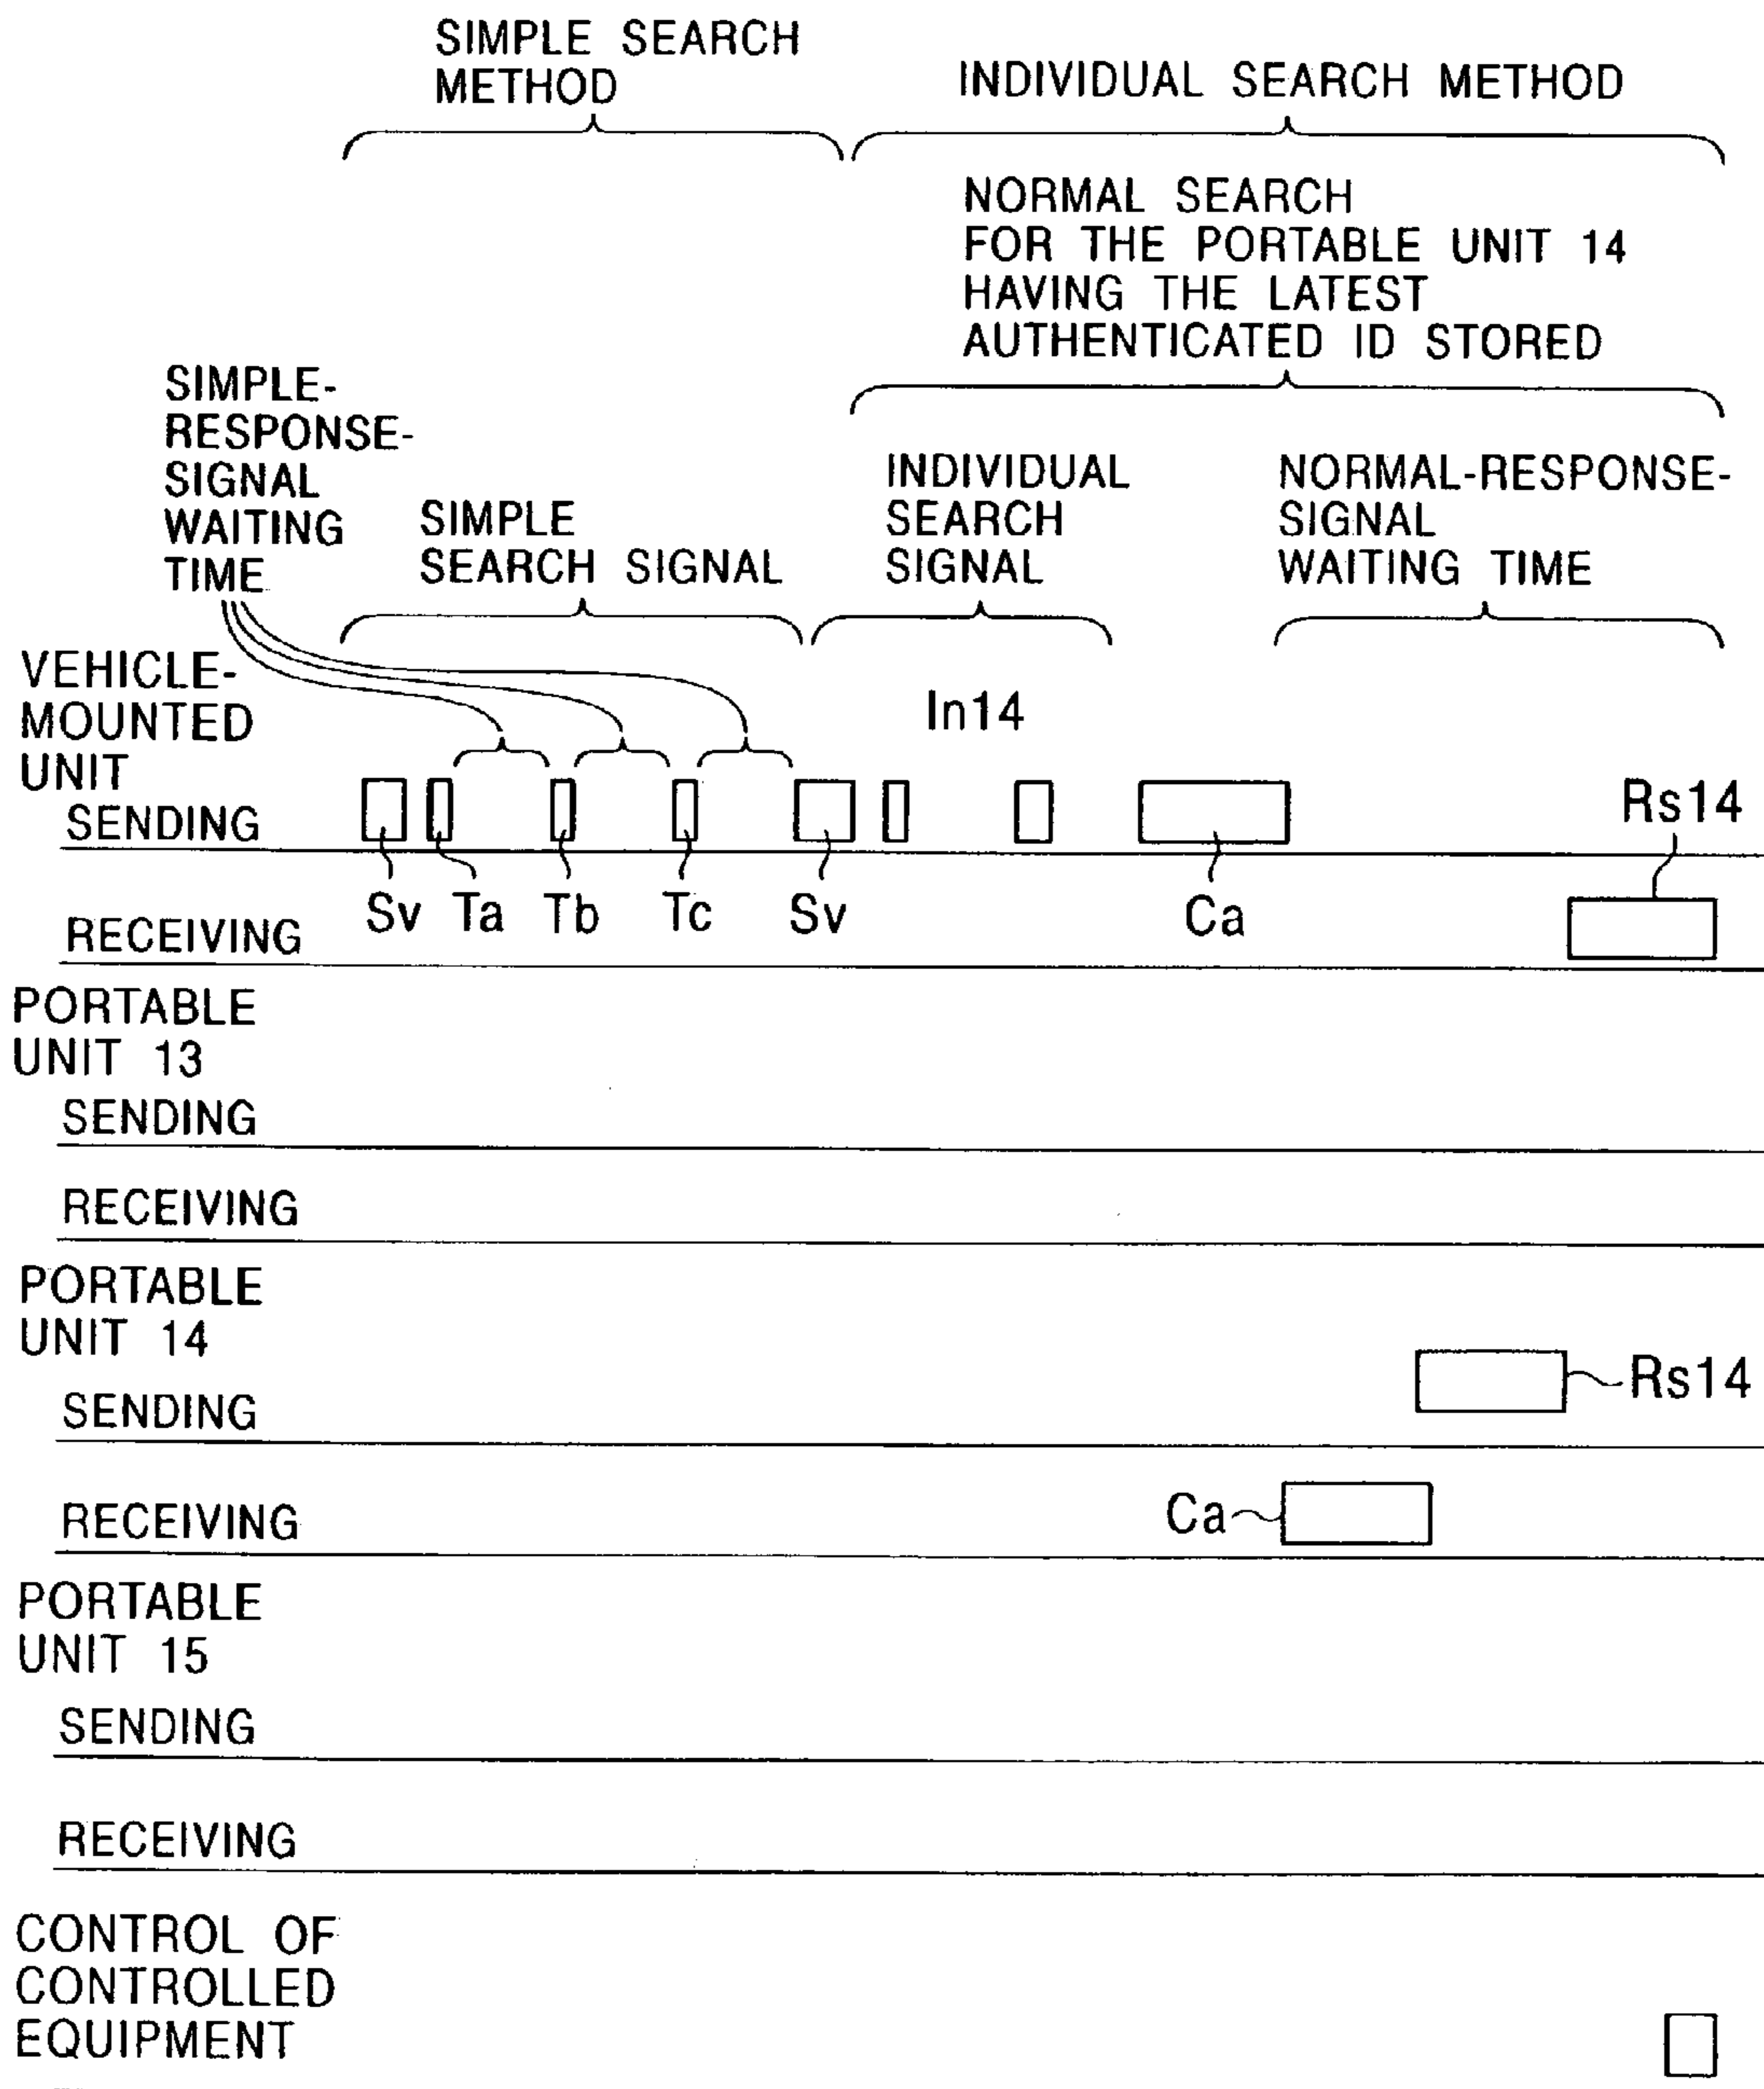 SIMPLE SEARCH
METHOD
INDIVIDUAL SEARCH METHOD
NORMAL SEARCH
FOR THE PORTABLE UNIT 14
HAVING THE LATEST
AUTHENTICATED ID STORED
SIMPLE-
RESPONSE-
SIGNAL
WAITING
TIME
SIMPLE
SEARCH SIGNAL
INDIVIDUAL
SEARCH
SIGNAL
NORMAL-RESPONSE-
SIGNAL
WAITING TIME
VEHICLE-
MOUNTED
UNIT
In14
SENDING
Rs14
Sv Ta Tb Tc Sv Ca
RECEIVING
PORTABLE
UNIT 13
SENDING
RECEIVING
PORTABLE
UNIT 14
Rs14
SENDING
Ca
RECEIVING
PORTABLE
UNIT 15
SENDING
RECEIVING
CONTROL OF
CONTROLLED
EQUIPMENT